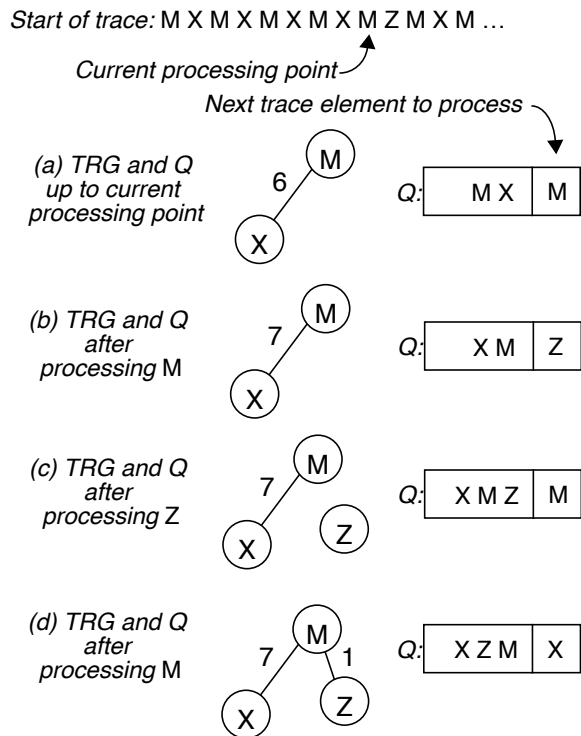 Start of trace: M X M X M X M X M Z M X M ...
Current processing point
Next trace element to process
(a) TRG and Q
up to current
processing point
M
6
X
Q: M X M
(b) TRG and Q
after
processing M
M
7
X
Q: X M Z
(c) TRG and Q
after
processing Z
M
7
X
Z
Q: X M Z M
(d) TRG and Q
after
processing M
M
7
1
X
Z
Q: X Z M X